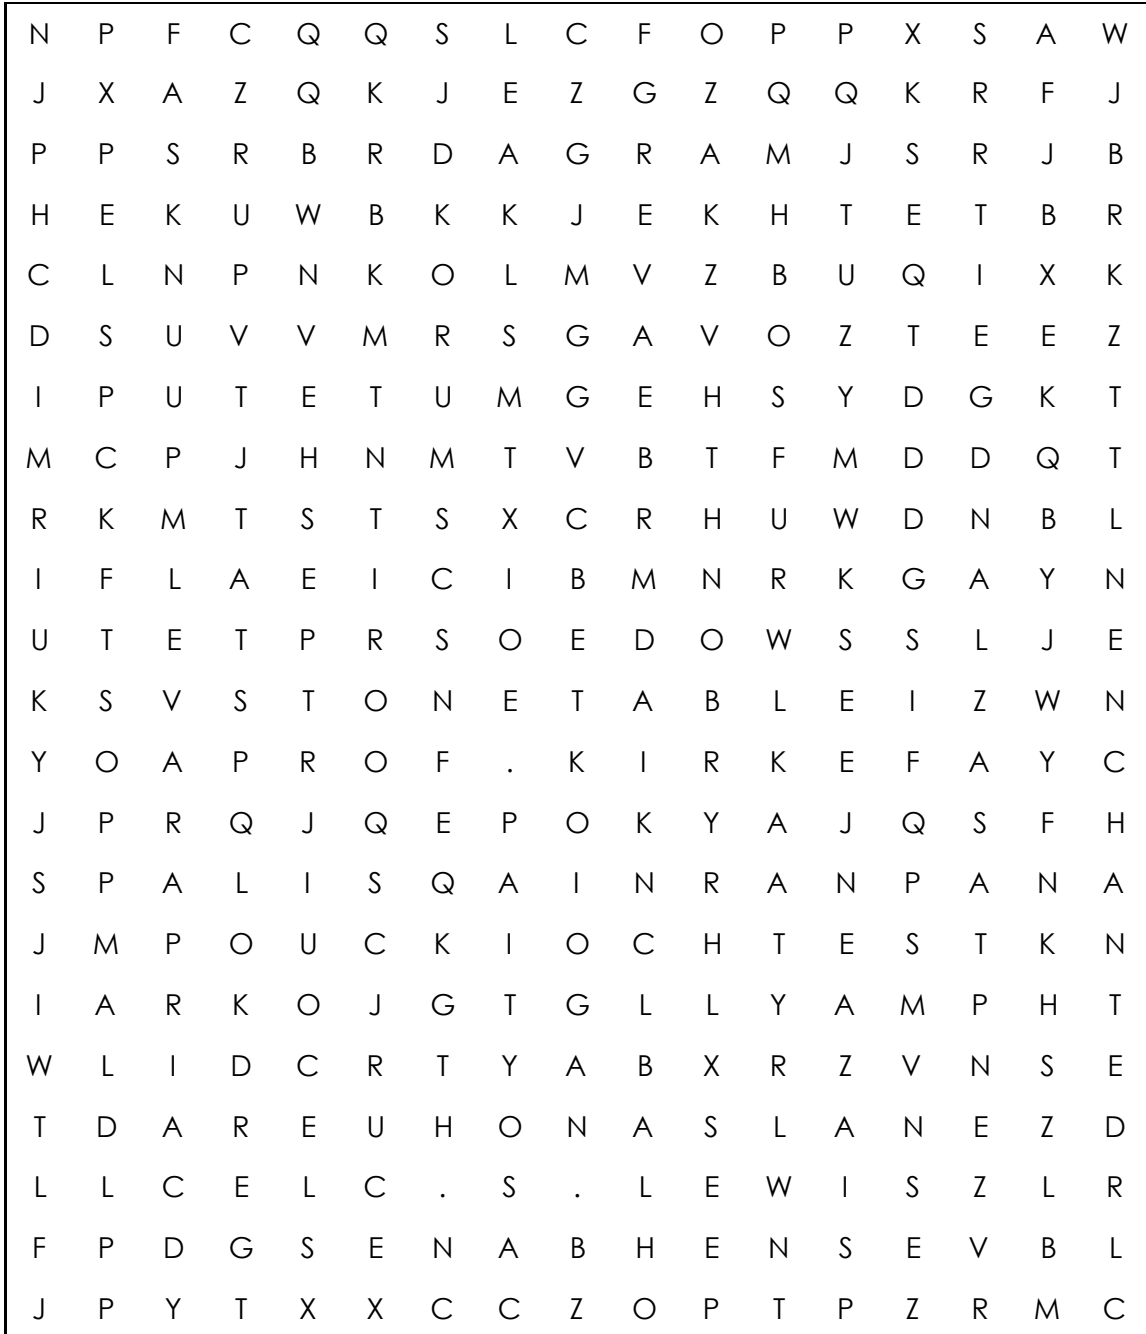 N P F C Q Q S L C F O P P X S A W
J X A Z Q K J E Z G Z Q Q K R F J
P P S R B R D A G R A M J S R J B
H E K U W B K K J E K H T E T B R
C L N P N K O L M V Z B U Q I X K
D S U V V M R S G A V O Z T E E Z
I P U T E T U M G E H S Y D G K T
M C P J H N M T V B T F M D D Q T
R K M T S T S X C R H U W D N B L
I F L A E I C I B M N R K G A Y N
U T E T P R S O E D O W S S L J E
K S V S T O N E T A B L E I Z W N
Y O A P R O F . K I R K E F A Y C
J P R Q J Q E P O K Y A J Q S F H
S P A L I S Q A I N R A N P A N A
J M P O U C K I O C H T E S T K N
I A R K O J G T G L L Y A M P H T
W L I D C R T Y A B X R Z V N S E
T D A R E U H O N A S L A N E Z D
L L C E L C . S . L E W I S Z L R
F P D G S E N A B H E N S E V B L
J P Y T X X C C Z O P T P Z R M C